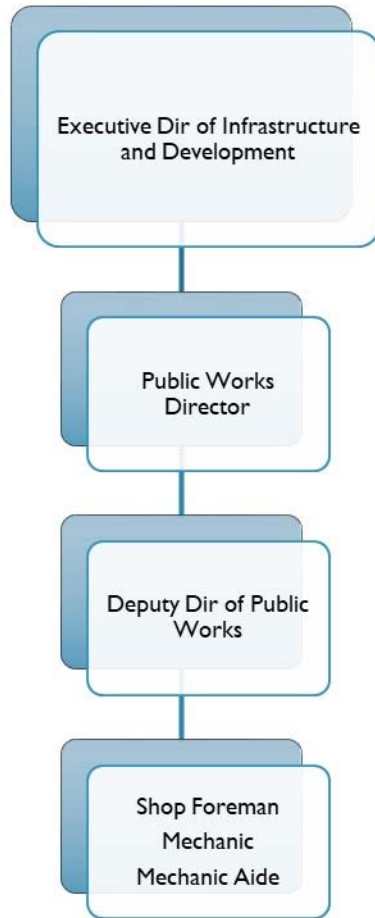 Executive Dir of Infrastructure
and Development
Public Works
Director
Deputy Dir of Public
Works
Shop Foreman
Mechanic
Mechanic Aide